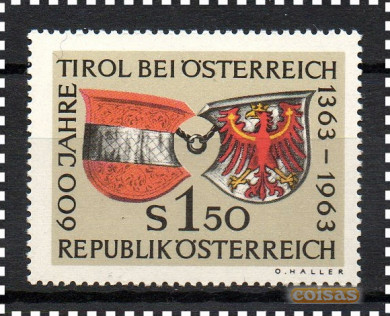 600 JAHRE
TIROL BEI ÖSTERREICH
1363-1963
S 1 50
REPUBLIK ÖSTERREICH
O. HALLER
coisas